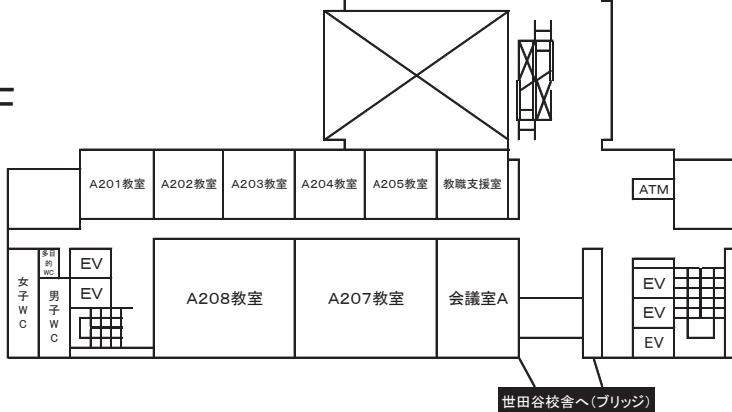 A201教室
A202教室
A203教室
A204教室
A205教室
教職支援室
ATM
女子WC
多目的WC
男子WC
EV
EV
A208教室
A207教室
会議室A
EV
EV
EV
世田谷校舎へ(ブリッジ)